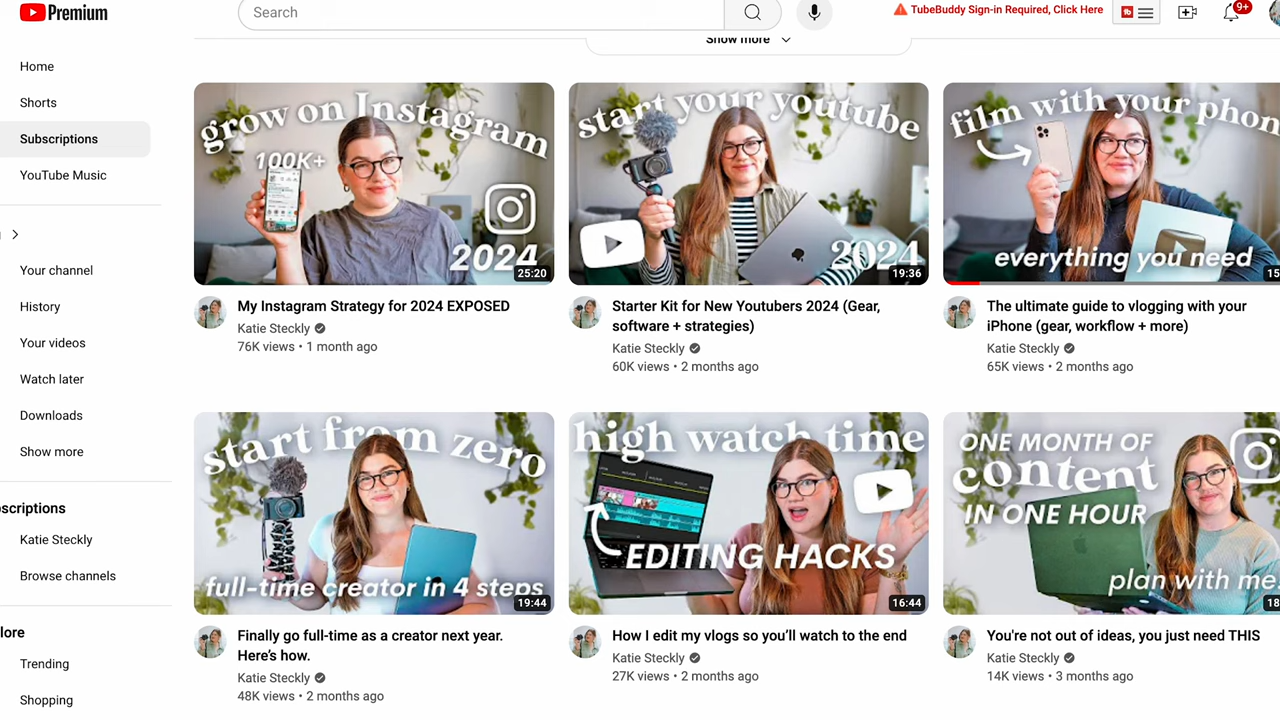 Premium
Search
TubeBuddy Sign-in Required, Click Here
9+
Show more
Home
Shorts
Subscriptions
YouTube Music
Your channel
History
Your videos
Watch later
Downloads
Show more
scriptions
Katie Steckly
Browse channels
lore
Trending
Shopping
grow on Instagram
100K+
2024
25:20
My Instagram Strategy for 2024 EXPOSED
Katie Steckly
76K views • 1 month ago
start your youtube
2024
19:36
Starter Kit for New Youtubers 2024 (Gear,
software + strategies)
Katie Steckly
60K views • 2 months ago
film with your phon
everything you need
15
The ultimate guide to vlogging with your
iPhone (gear, workflow + more)
Katie Steckly
65K views • 2 months ago
start from zero
full-time creator in 4 steps
19:44
Finally go full-time as a creator next year.
Here’s how.
Katie Steckly
48K views • 2 months ago
high watch time
EDITING HACKS
16:44
How I edit my vlogs so you’ll watch to the end
Katie Steckly
27K views • 2 months ago
ONE MONTH OF
content
IN ONE HOUR
plan with me
18
You're not out of ideas, you just need THIS
Katie Steckly
14K views • 3 months ago